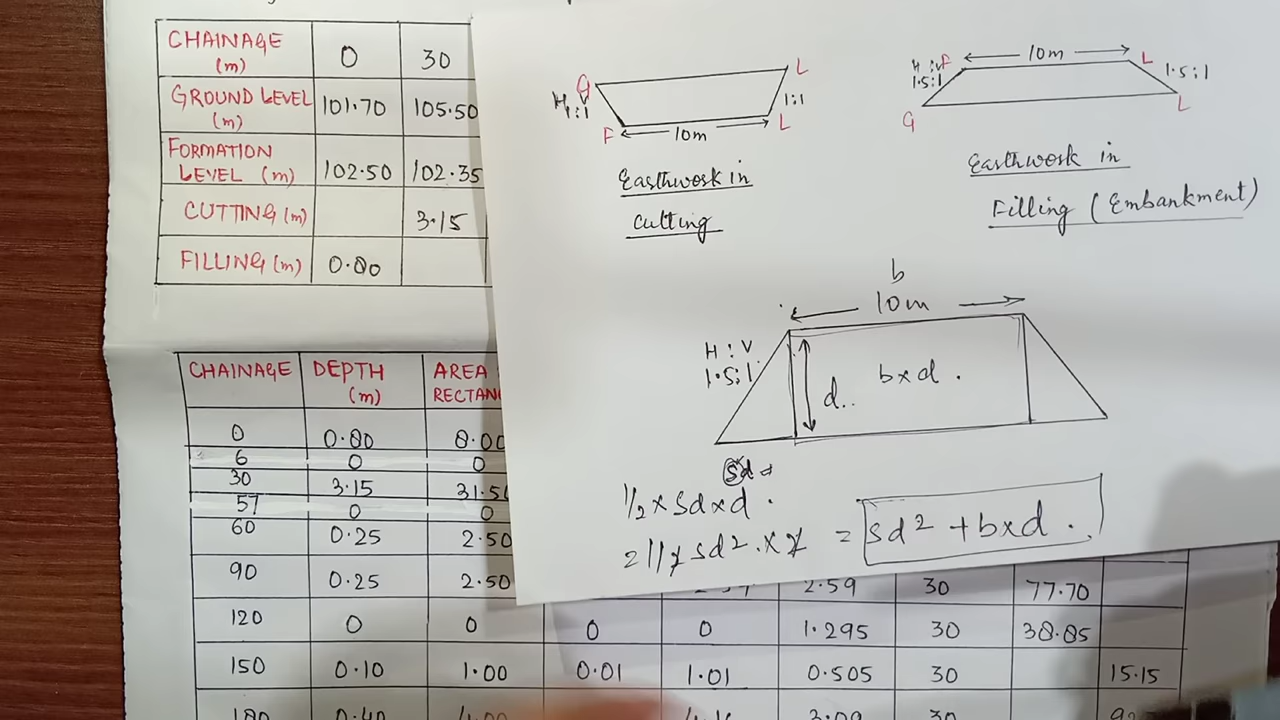 CHAINAGE (m) 0 30
GROUND LEVEL (m) 101.70 105.50
FORMATION LEVEL (m) 102.50 102.35
CUTTING (m) 3.15
FILLING (m) 0.80
G L
H V
1:1 1:1
F 10m L
Earthwork in
Cutting
H:V F 10m L
1.5:1 1.5:1
G L
Earthwork in
Filling (Embankment)
b
10m
H : V
1.5:1
d.. b×d .
Sd
1/2 × sd×d .
= 1/2 sd². × 2 = sd² + b×d .
CHAINAGE DEPTH (m) AREA
0 0.80 8.00
6 0 0
30 3.15 31.50
57 0 0
60 0.25 2.50
90 0.25 2.50 2.59 30 77.70
120 0 0 0 0 1.295 30 38.85
150 0.10 1.00 0.01 1.01 0.505 30 15.15